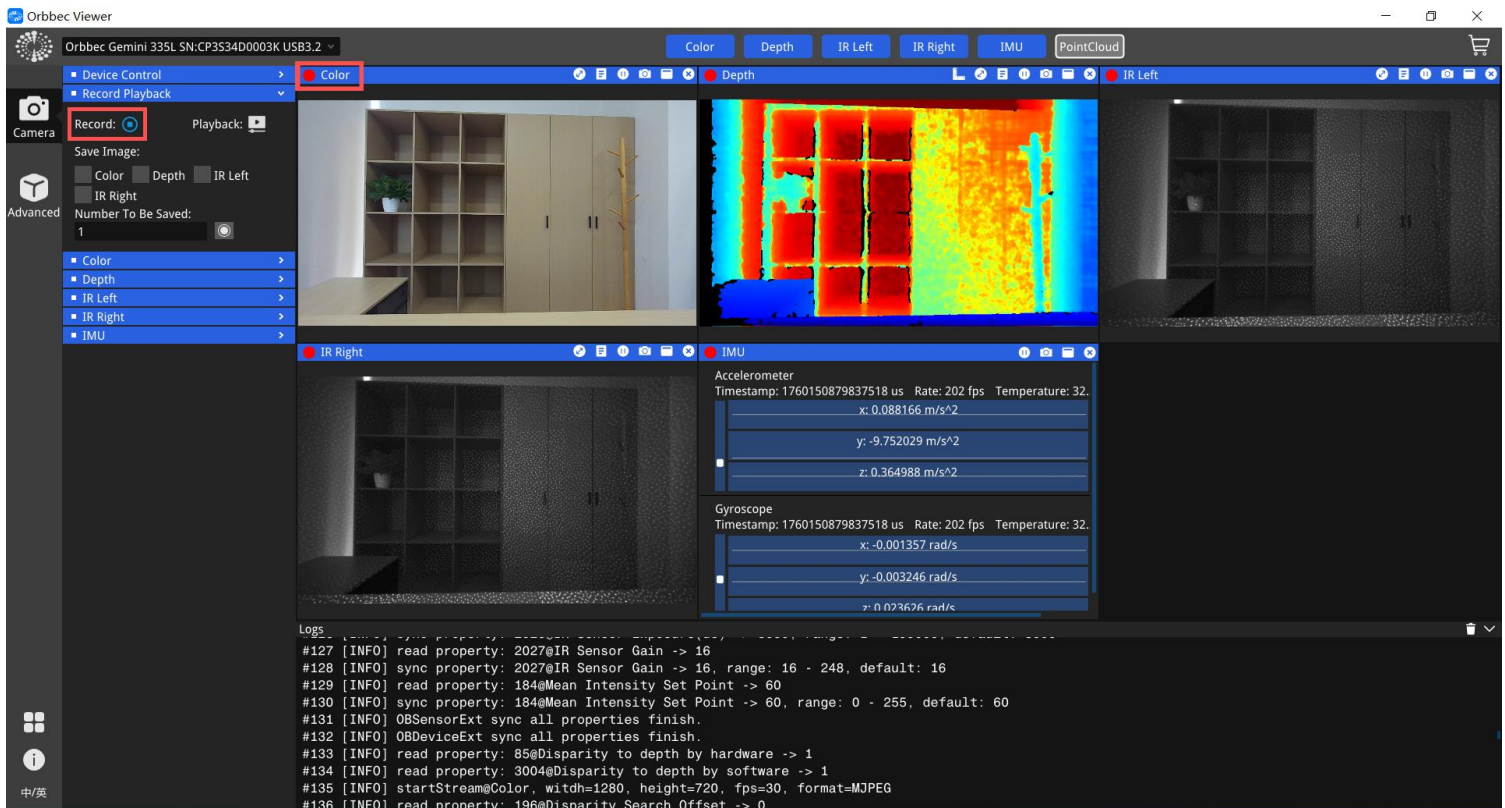 Orbbec Viewer
Orbbec Gemini 335L SN:CP3S34D0003K USB3.2
Color Depth IR Left IR Right IMU PointCloud
Device Control
Record Playback
Record: Playback:
Save Image:
Color Depth IR Left
IR Right
Number To Be Saved:
1
Color
Depth
IR Left
IR Right
IMU
Camera
Advanced
中/英
Color
Depth
IR Left
IR Right
IMU
Accelerometer
Timestamp: 1760150879837518 us Rate: 202 fps Temperature: 32.
x: 0.088166 m/s^2
y: -9.752029 m/s^2
z: 0.364988 m/s^2
Gyroscope
Timestamp: 1760150879837518 us Rate: 202 fps Temperature: 32.
x: -0.001357 rad/s
y: -0.003246 rad/s
z: 0.023626 rad/s
Logs
#127 [INFO] read property: 2027@IR Sensor Gain -> 16
#128 [INFO] sync property: 2027@IR Sensor Gain -> 16, range: 16 - 248, default: 16
#129 [INFO] read property: 184@Mean Intensity Set Point -> 60
#130 [INFO] sync property: 184@Mean Intensity Set Point -> 60, range: 0 - 255, default: 60
#131 [INFO] OBSensorExt sync all properties finish.
#132 [INFO] OBDeviceExt sync all properties finish.
#133 [INFO] read property: 85@Disparity to depth by hardware -> 1
#134 [INFO] read property: 3004@Disparity to depth by software -> 1
#135 [INFO] startStream@Color, witdh=1280, height=720, fps=30, format=MJPEG
#136 [INFO] read property: 196@Disparity Search Offset -> 0